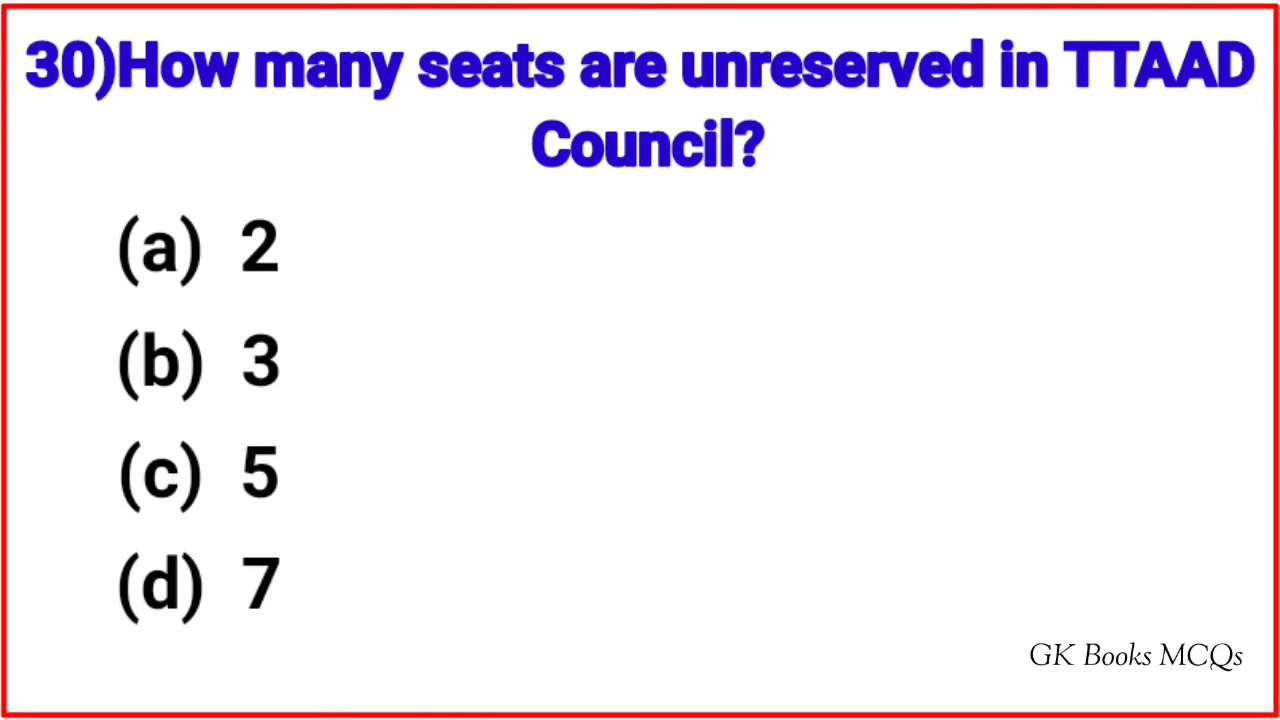 30)How many seats are unreserved in TTAAD
Council?
(a) 2
(b) 3
(c) 5
(d) 7
GK Books MCQs